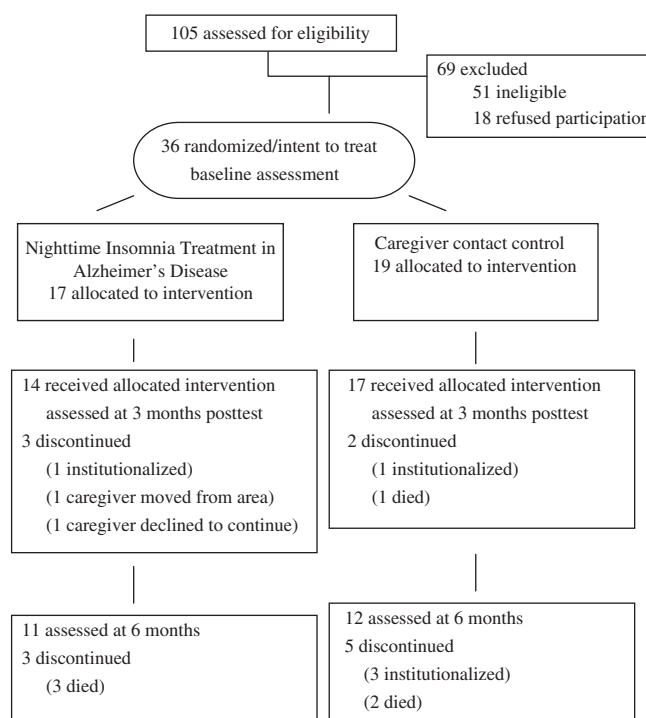 105 assessed for eligibility
69 excluded
51 ineligible
18 refused participation
36 randomized/intent to treat
baseline assessment
Nighttime Insomnia Treatment in
Alzheimer's Disease
17 allocated to intervention
Caregiver contact control
19 allocated to intervention
14 received allocated intervention
assessed at 3 months posttest
3 discontinued
(1 institutionalized)
(1 caregiver moved from area)
(1 caregiver declined to continue)
17 received allocated intervention
assessed at 3 months posttest
2 discontinued
(1 institutionalized)
(1 died)
11 assessed at 6 months
3 discontinued
(3 died)
12 assessed at 6 months
5 discontinued
(3 institutionalized)
(2 died)